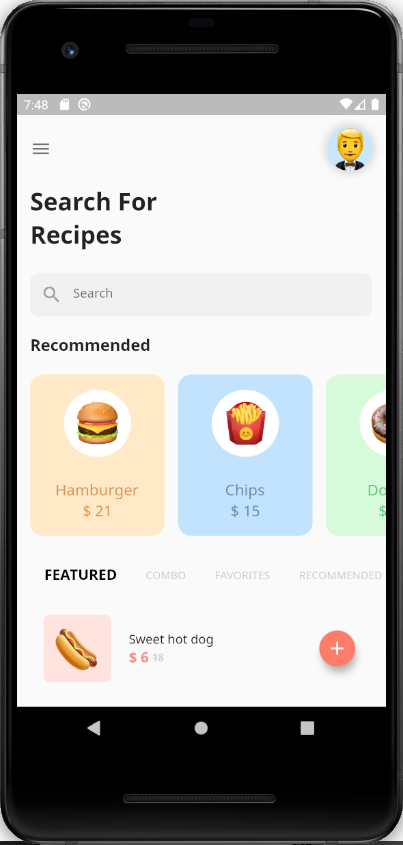 7:48
Search For
Recipes
Search
Recommended
Hamburger
$ 21
Chips
$ 15
Do
$
FEATURED COMBO FAVORITES RECOMMENDED
Sweet hot dog
$ 6 18